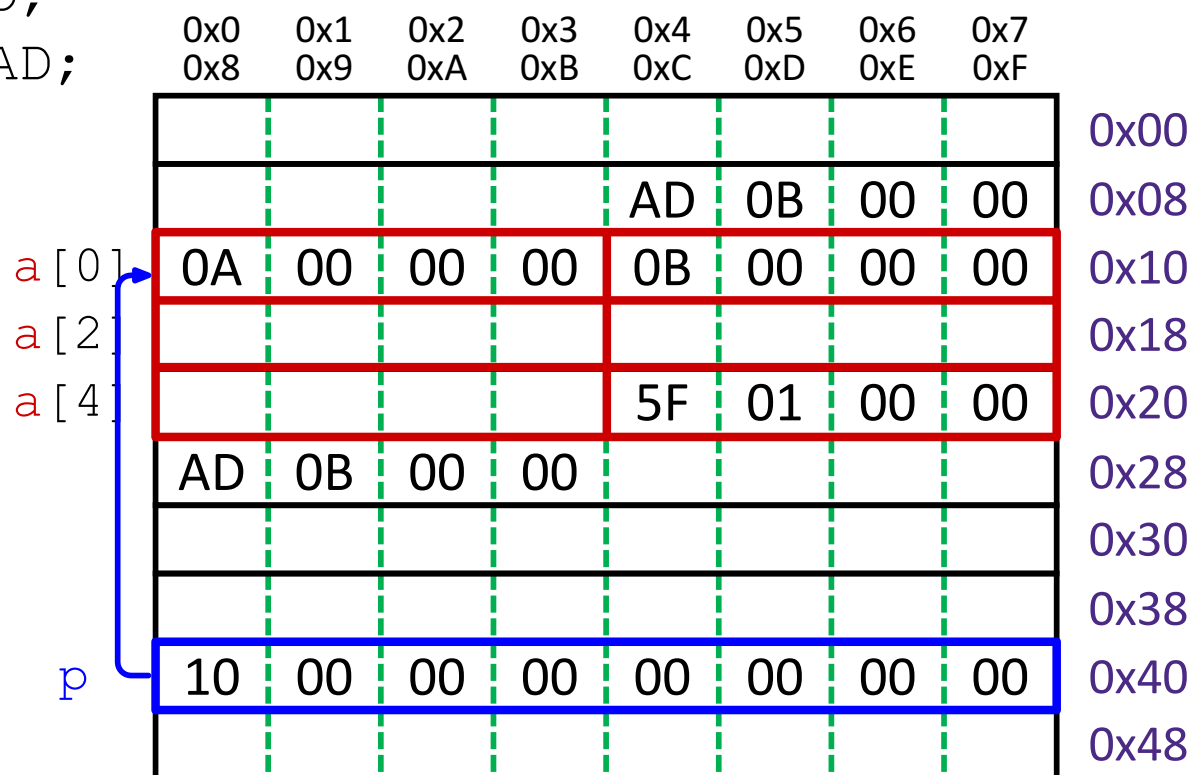 AD;
0x0 0x1 0x2 0x3 0x4 0x5 0x6 0x7
0x8 0x9 0xA 0xB 0xC 0xD 0xE 0xF
0x00
AD 0B 00 00 0x08
a[0] 0A 00 00 00 0B 00 00 00 0x10
a[2] 0x18
a[4] 5F 01 00 00 0x20
AD 0B 00 00 0x28
0x30
0x38
p 10 00 00 00 00 00 00 00 0x40
0x48